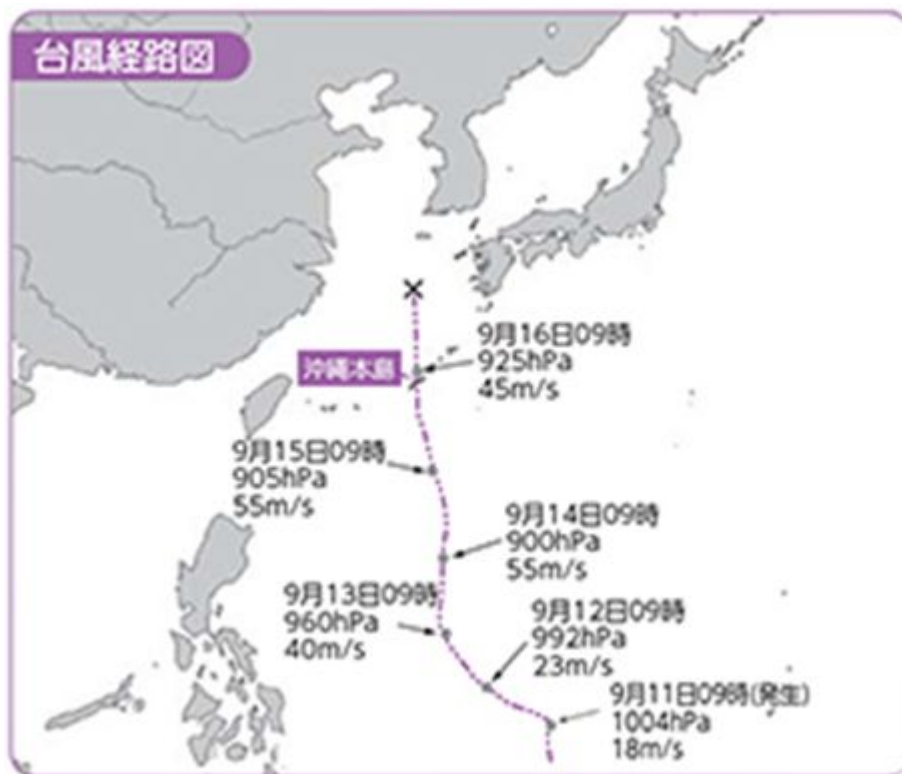 台風経路図
9月16日09時
925hPa
45m/s
沖縄本島
9月15日09時
905hPa
55m/s
9月14日09時
900hPa
55m/s
9月13日09時
960hPa
40m/s
9月12日09時
992hPa
23m/s
9月11日09時(発生)
1004hPa
18m/s